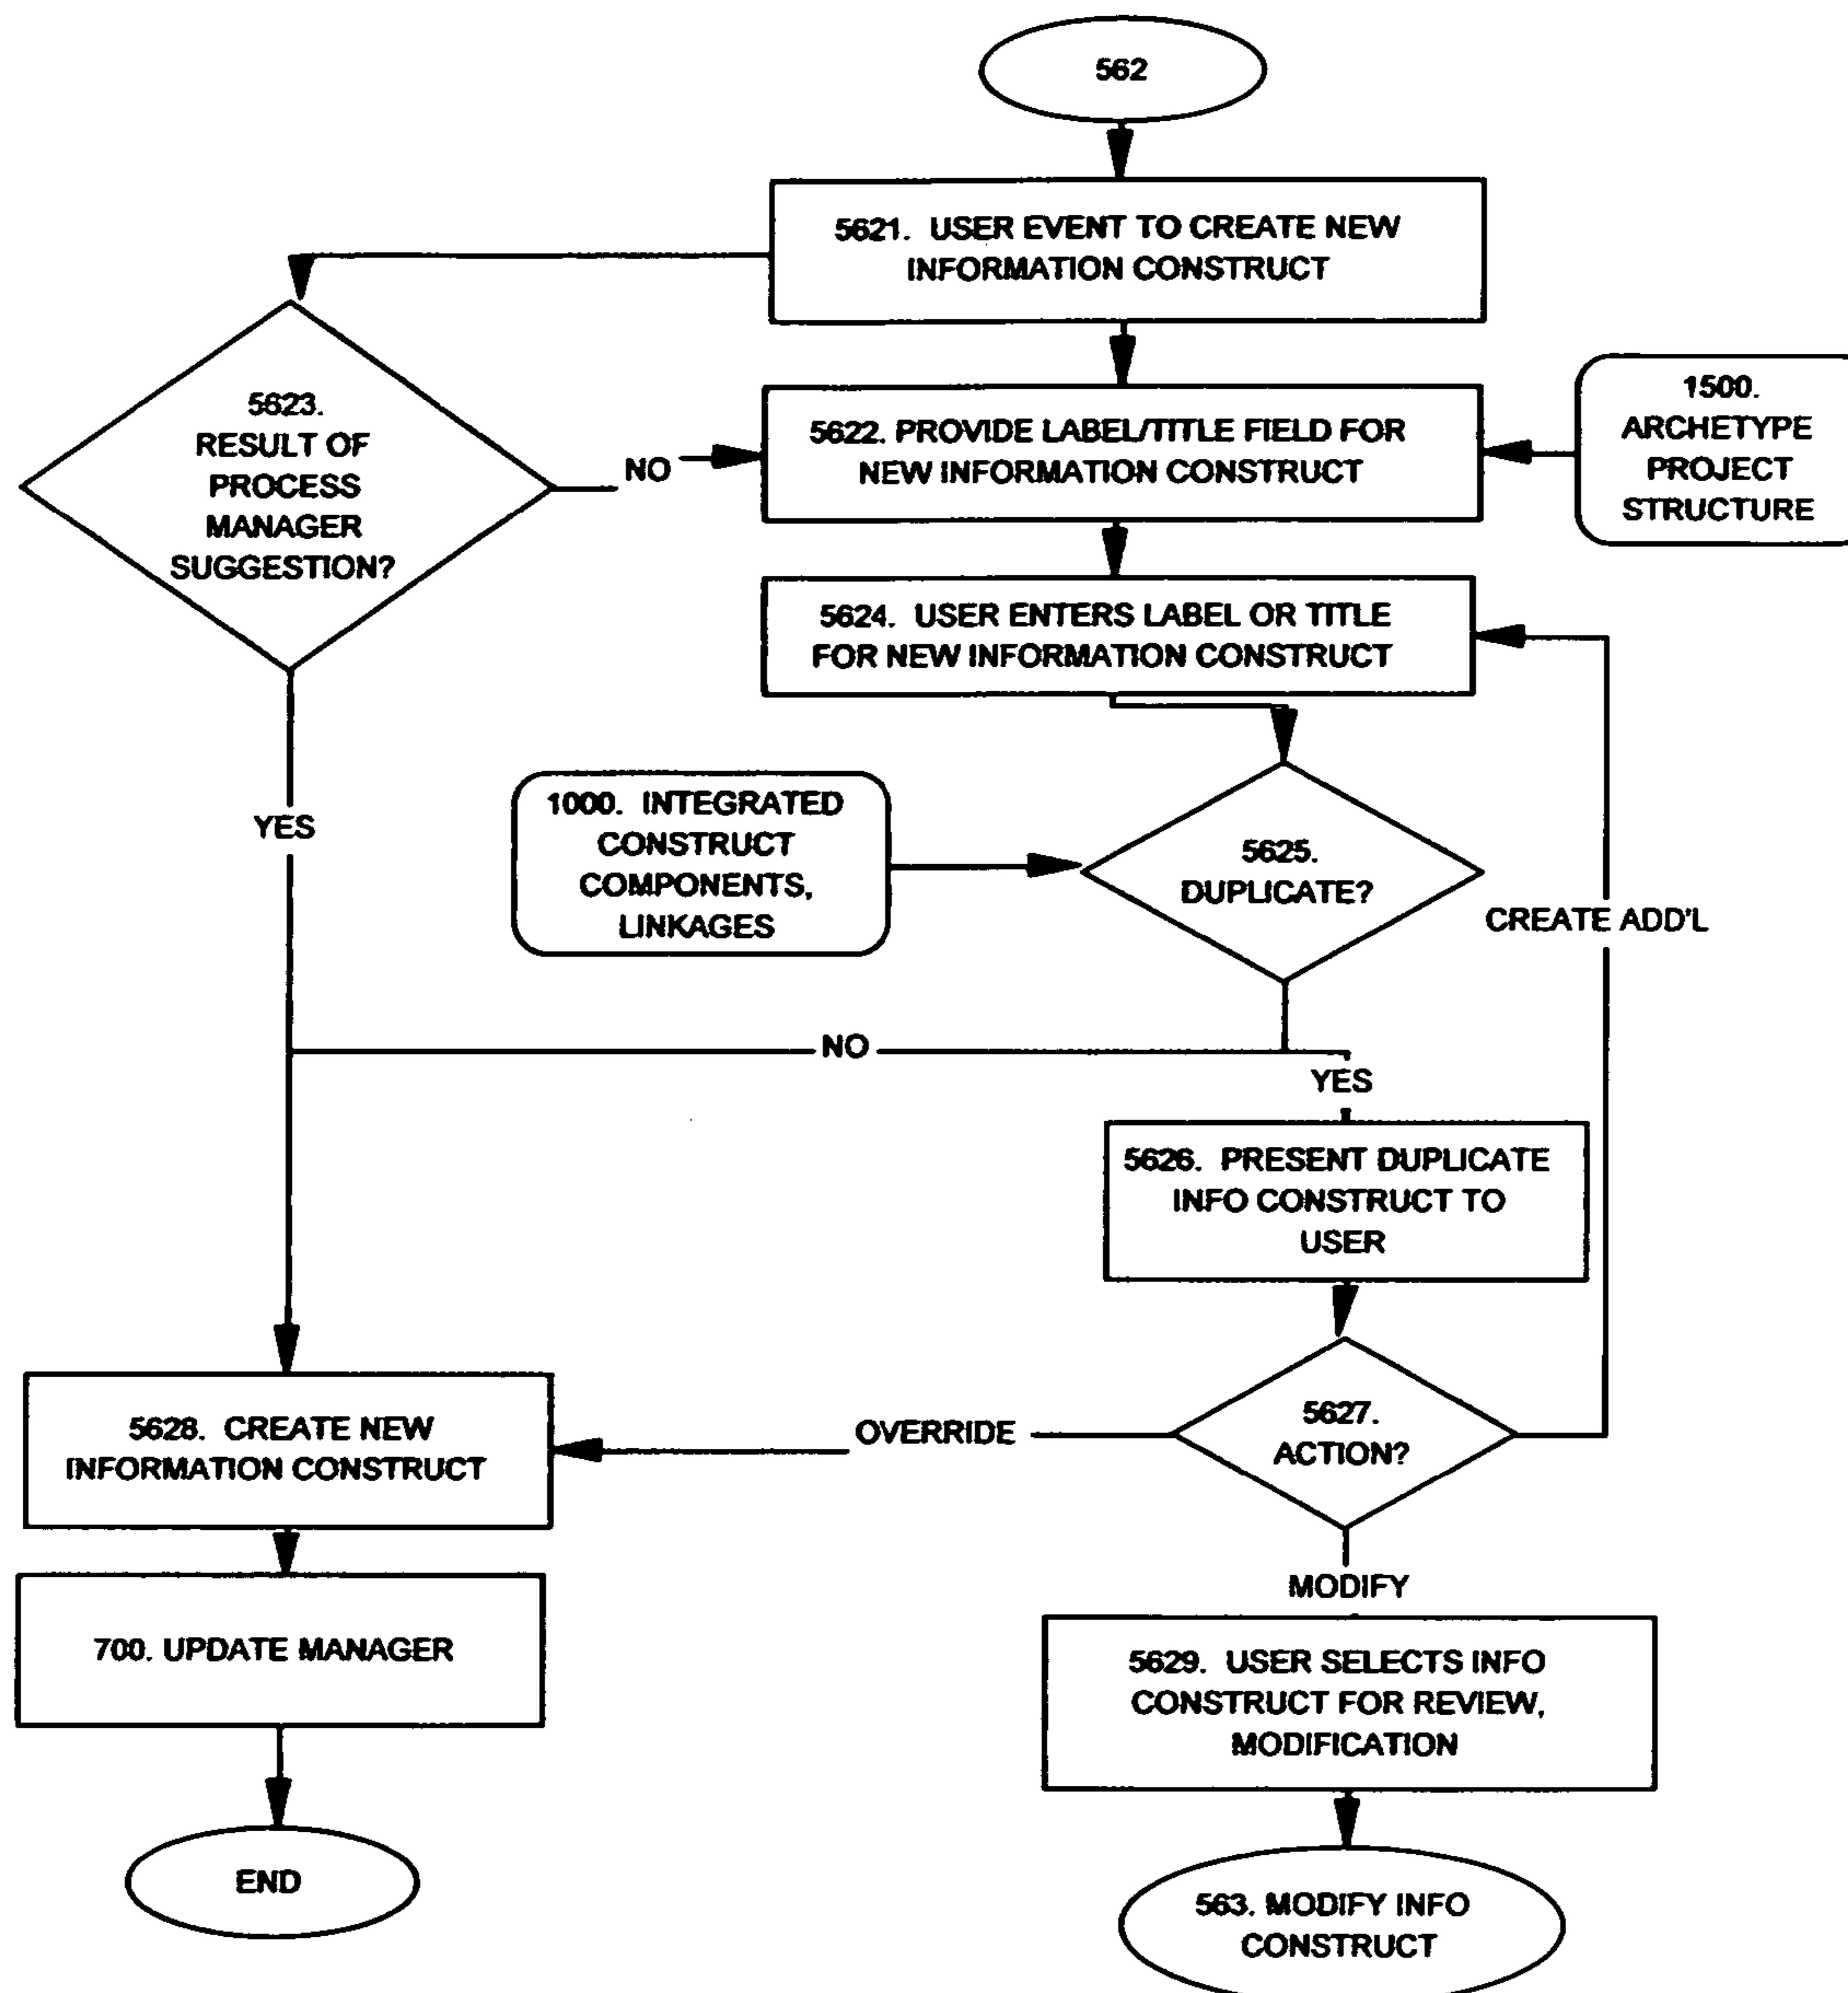 562
5621. USER EVENT TO CREATE NEW
INFORMATION CONSTRUCT
5623.
RESULT OF
PROCESS
MANAGER
SUGGESTION?
NO
5622. PROVIDE LABEL/TITLE FIELD FOR
NEW INFORMATION CONSTRUCT
1500.
ARCHETYPE
PROJECT
STRUCTURE
5624. USER ENTERS LABEL OR TITLE
FOR NEW INFORMATION CONSTRUCT
YES
1000. INTEGRATED
CONSTRUCT
COMPONENTS,
LINKAGES
5625.
DUPLICATE?
CREATE ADD'L
NO
YES
5626. PRESENT DUPLICATE
INFO CONSTRUCT TO
USER
5628. CREATE NEW
INFORMATION CONSTRUCT
OVERRIDE
5627.
ACTION?
MODIFY
700. UPDATE MANAGER
5629. USER SELECTS INFO
CONSTRUCT FOR REVIEW,
MODIFICATION
END
563. MODIFY INFO
CONSTRUCT